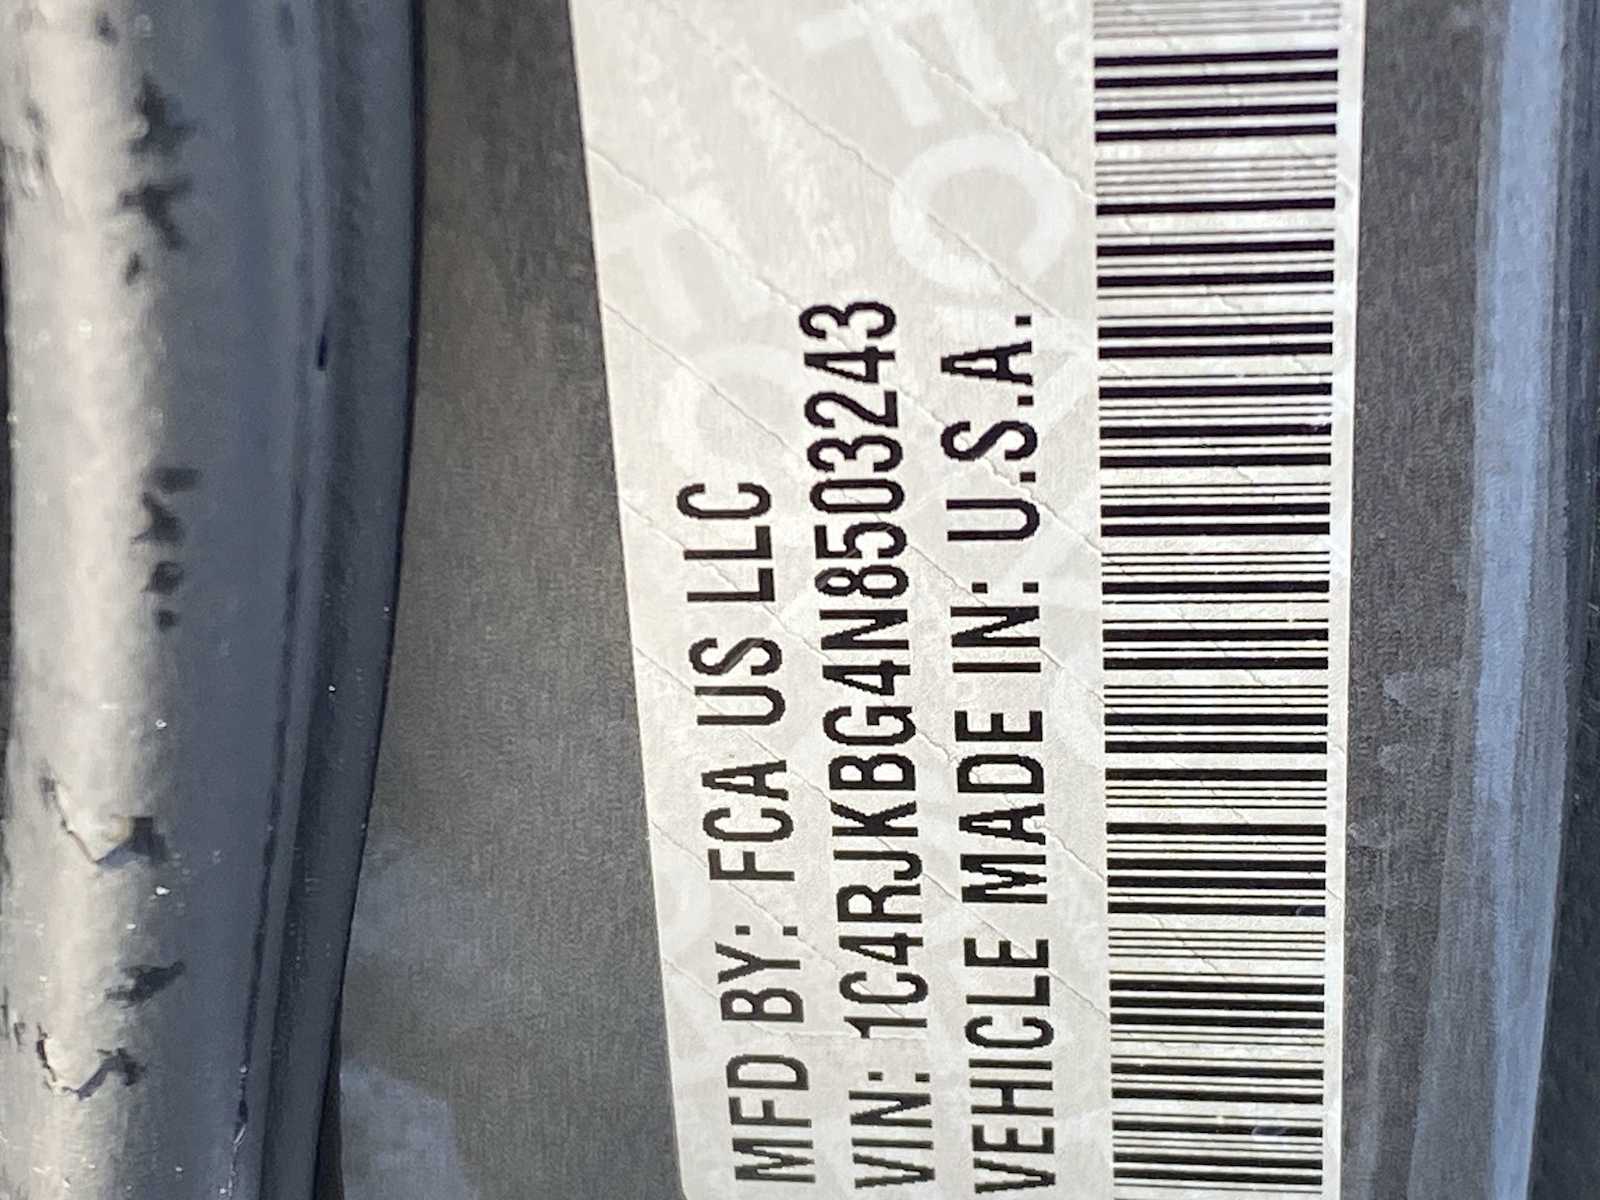 MFD BY: FCA US LLC
VIN: 1C4RJKBG4N8503243
VEHICLE MADE IN: U.S.A.